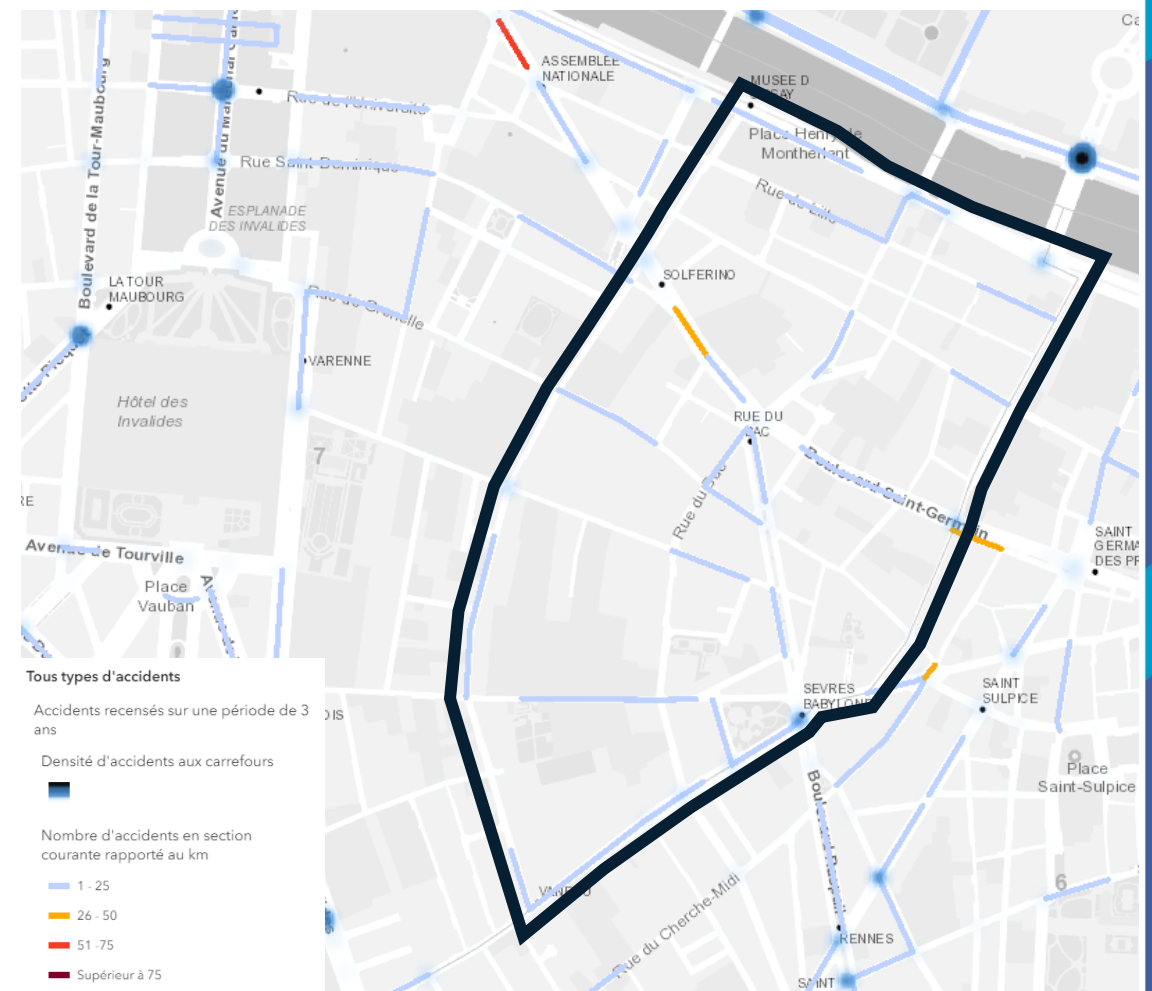 Ca
ASSEMBLEE
NATIONALE
MUSEE D
Place Henry de
Montherlant
Rue de l'Université
Rue Saint-Dominique
Rue de Lille
Boulevard de la Tour-Maubourg
ESPLANADE
DES INVALIDES
LA TOUR
MAUBOURG
SOLFERINO
Rue de Grenelle
VARENNE
Hôtel des
Invalides
7
RUE DU
Rue du Bac
Boulevard Saint-Germain
RE
SAINT
GERMA
DES PR
Avenue de Tourville
Place
Vauban
SEVRES
BABYLONE
SAINT
SULPICE
Place
Saint-Sulpice
OIS
Boulevard Raspail
VANEAU
Rue du Cherche-Midi
6
RENNES
SAINT
Tous types d'accidents
Accidents recensés sur une période de 3
ans
Densité d'accidents aux carrefours
Nombre d'accidents en section
courante rapporté au km
1 - 25
26 - 50
51 -75
Supérieur à 75